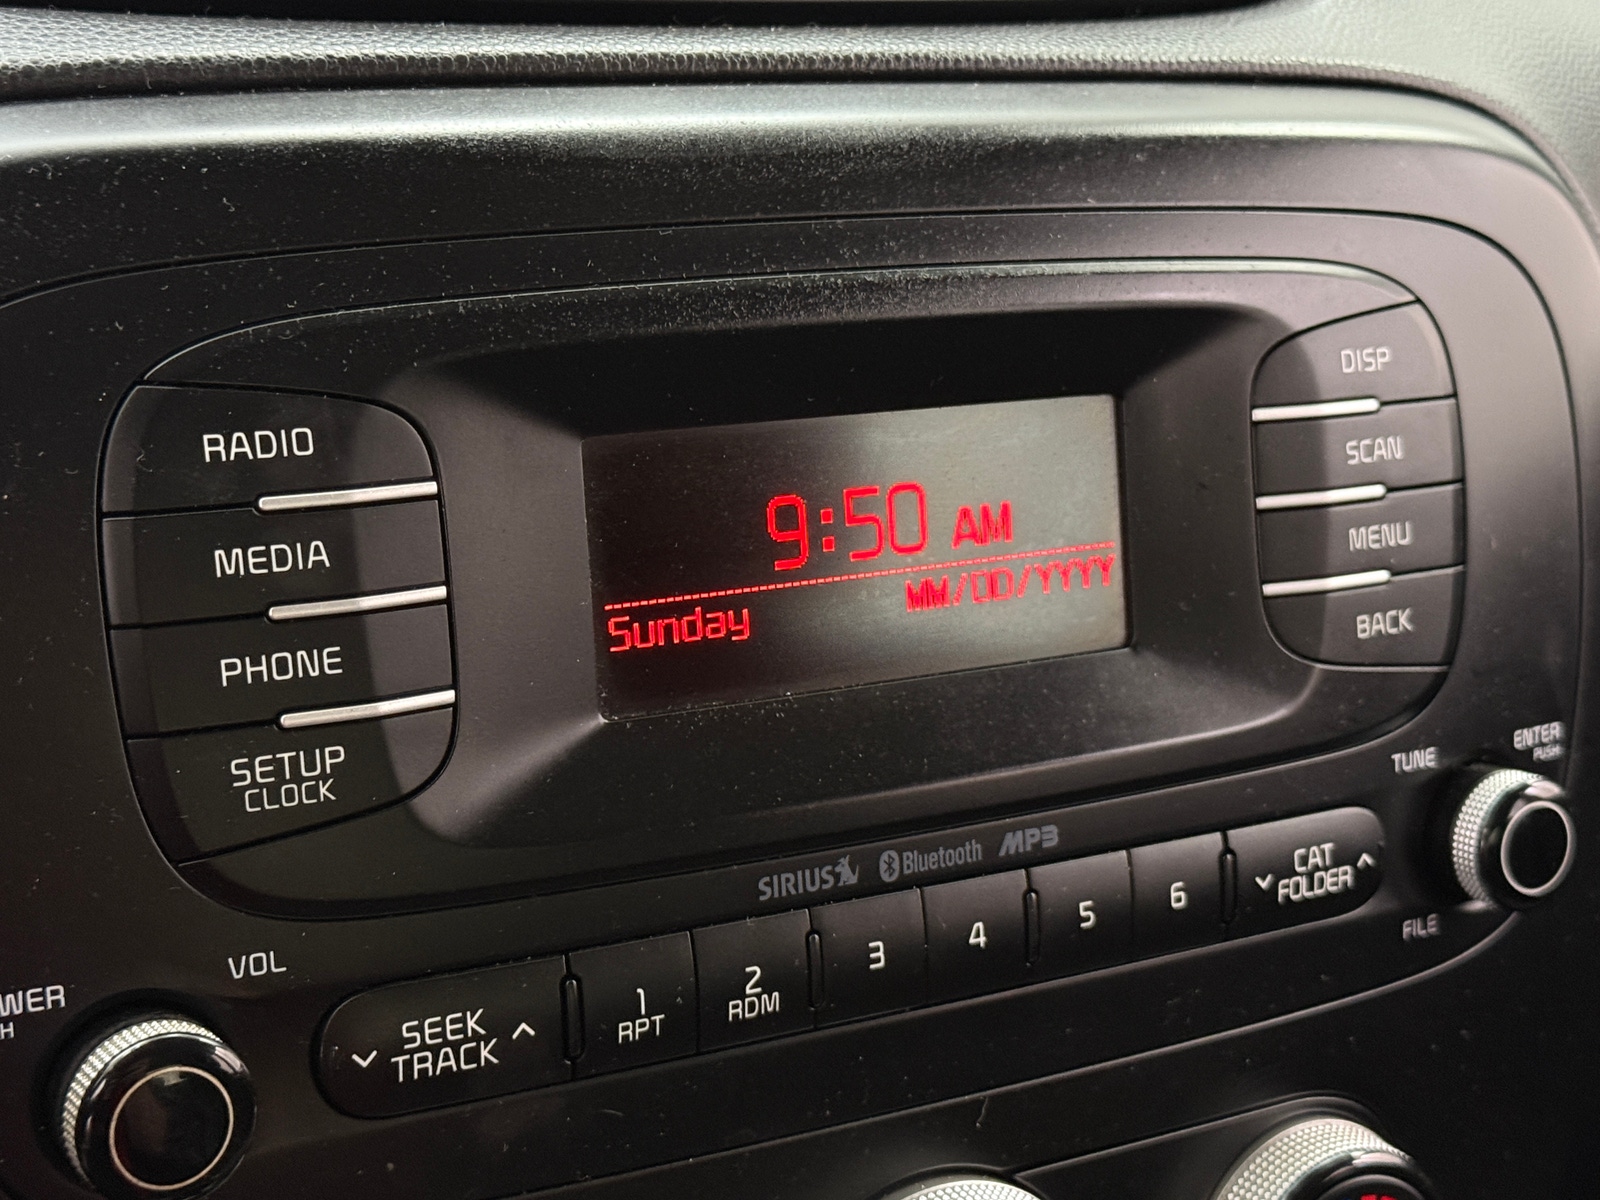 RADIO
MEDIA
PHONE
SETUP
CLOCK
9:50 AM
Sunday MM/DD/YYYY
DISP
SCAN
MENU
BACK
TUNE
ENTER
PUSH
FILE
SIRIUS Bluetooth MP3
VOL
SEEK
TRACK
1
RPT
2
RDM
3
4
5
6
CAT
FOLDER
WER
H